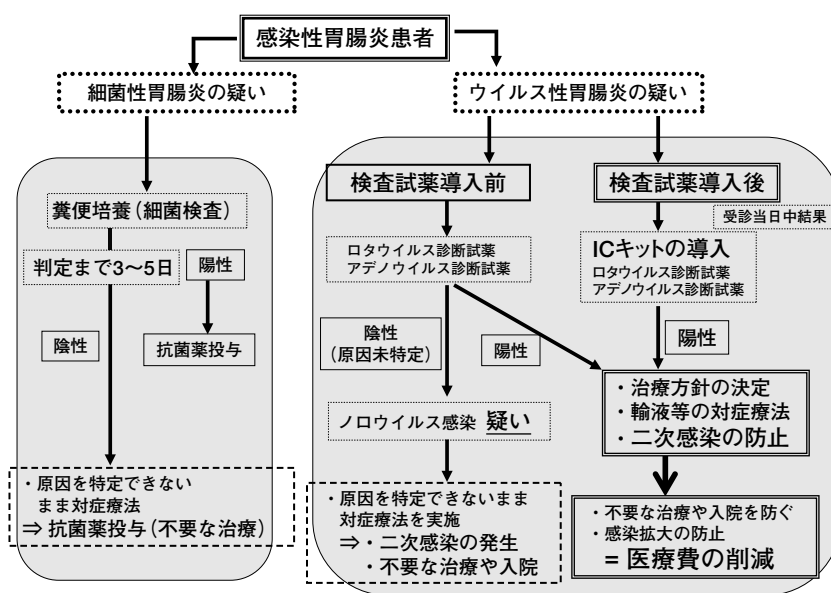 感染性胃腸炎患者
細菌性胃腸炎の疑い
ウイルス性胃腸炎の疑い
糞便培養(細菌検査)
判定まで3〜5日
陽性
陰性
抗菌薬投与
・原因を特定できない
まま対症療法
⇒ 抗菌薬投与(不要な治療)
検査試薬導入前
ロタウイルス診断試薬
アデノウイルス診断試薬
陰性
(原因未特定)
陽性
ノロウイルス感染 疑い
・原因を特定できないまま
対症療法を実施
⇒ ・二次感染の発生
・不要な治療や入院
検査試薬導入後
受診当日中結果
ICキットの導入
ロタウイルス診断試薬
アデノウイルス診断試薬
陽性
・治療方針の決定
・輸液等の対症療法
・二次感染の防止
・不要な治療や入院を防ぐ
・感染拡大の防止
= 医療費の削減